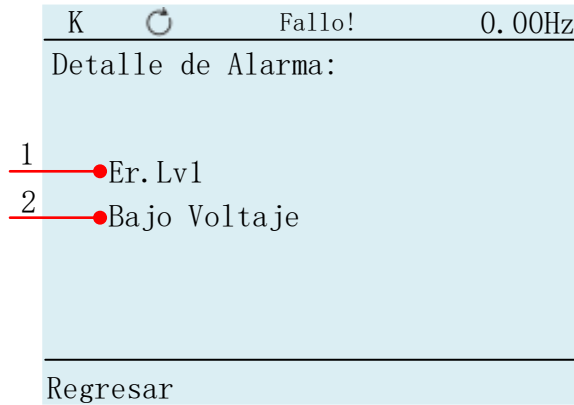 K Fallo! 0.00Hz
Detalle de Alarma:
1 Er.Lv1
2 Bajo Voltaje
Regresar